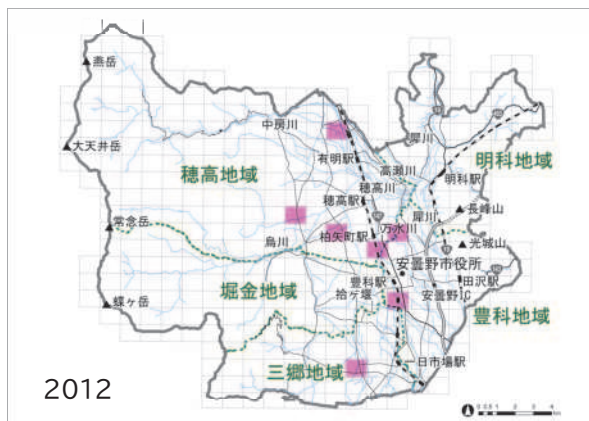 燕岳
中房川
犀川
大天井岳
有明駅
明科地域
高瀬川
明科駅
穂高地域
穂高川
穂高駅
犀川
長峰山
常念岳
柏矢町駅
万水川
烏川
光城山
安曇野市役所
豊科駅
田沢駅
堀金地域
拾ヶ堰
安曇野IC
蝶ヶ岳
豊科地域
一日市場駅
三郷地域
2012